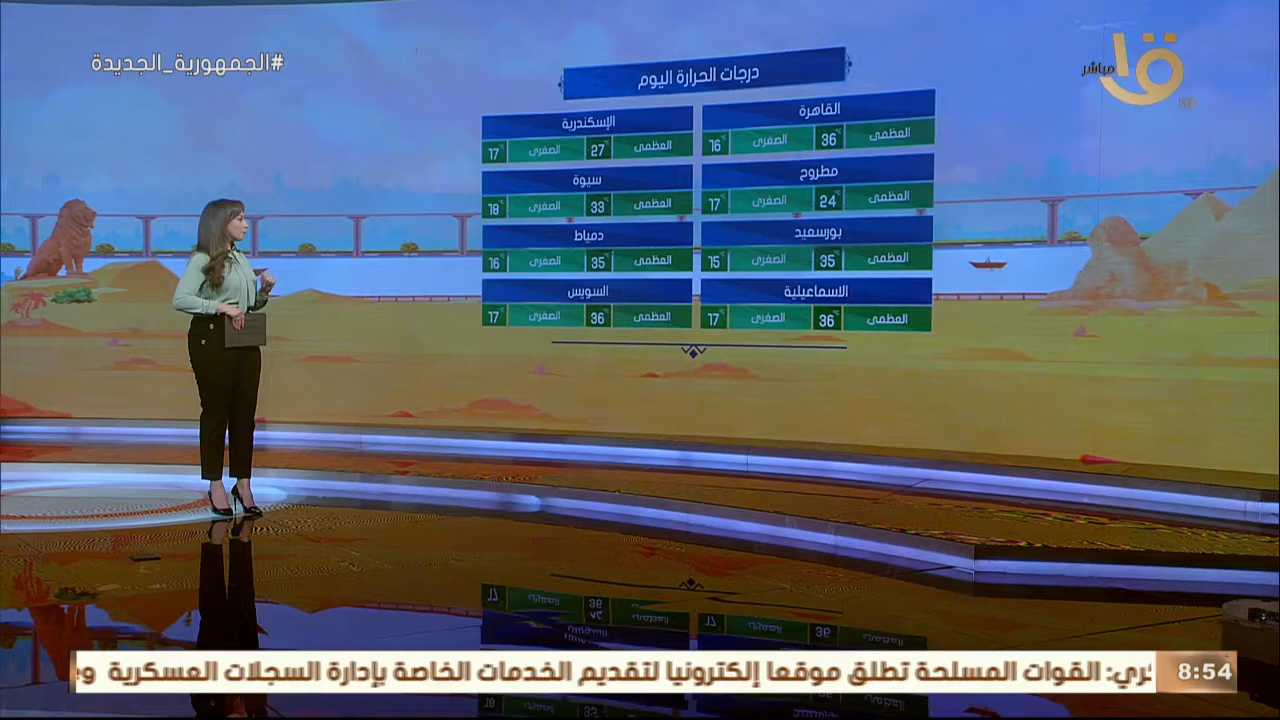 #الجمهورية_الجديدة
مباشر
درجات الحرارة اليوم
القاهرة
العظمى 36 الصغرى 16
الإسكندرية
العظمى 27 الصغرى 17
مطروح
العظمى 24 الصغرى 17
سيوة
العظمى 33 الصغرى 18
بورسعيد
العظمى 35 الصغرى 15
دمياط
العظمى 35 الصغرى 16
الاسماعيلية
العظمى 36 الصغرى 17
السويس
العظمى 36 الصغرى 17
8:54
كري: القوات المسلحة تطلق موقعا إلكترونيا لتقديم الخدمات الخاصة بإدارة السجلات العسكرية